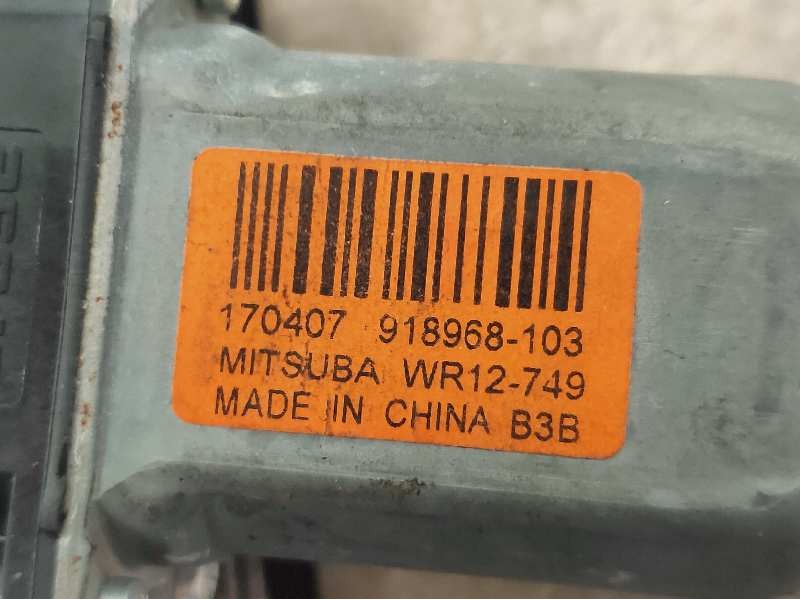 170407 918968-103
MITSUBA WR12-749
MADE IN CHINA B3B